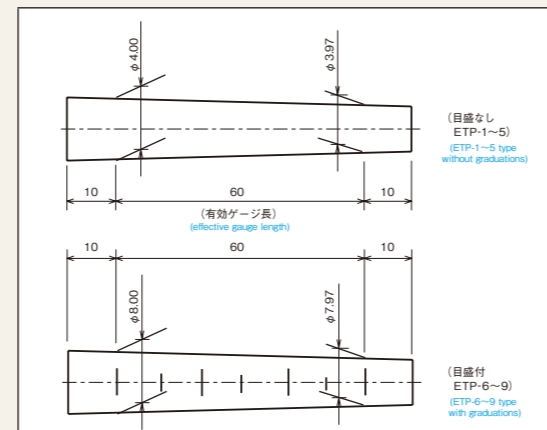 φ4.00
φ3.97
(目盛なし
ETP-1~5)
(ETP-1~5 type
without graduations)
10
60
10
(有効ゲージ長)
(effective gauge length)
10
60
10
φ8.00
φ7.97
(目盛付
ETP-6~9)
(ETP-6~9 type
with graduations)